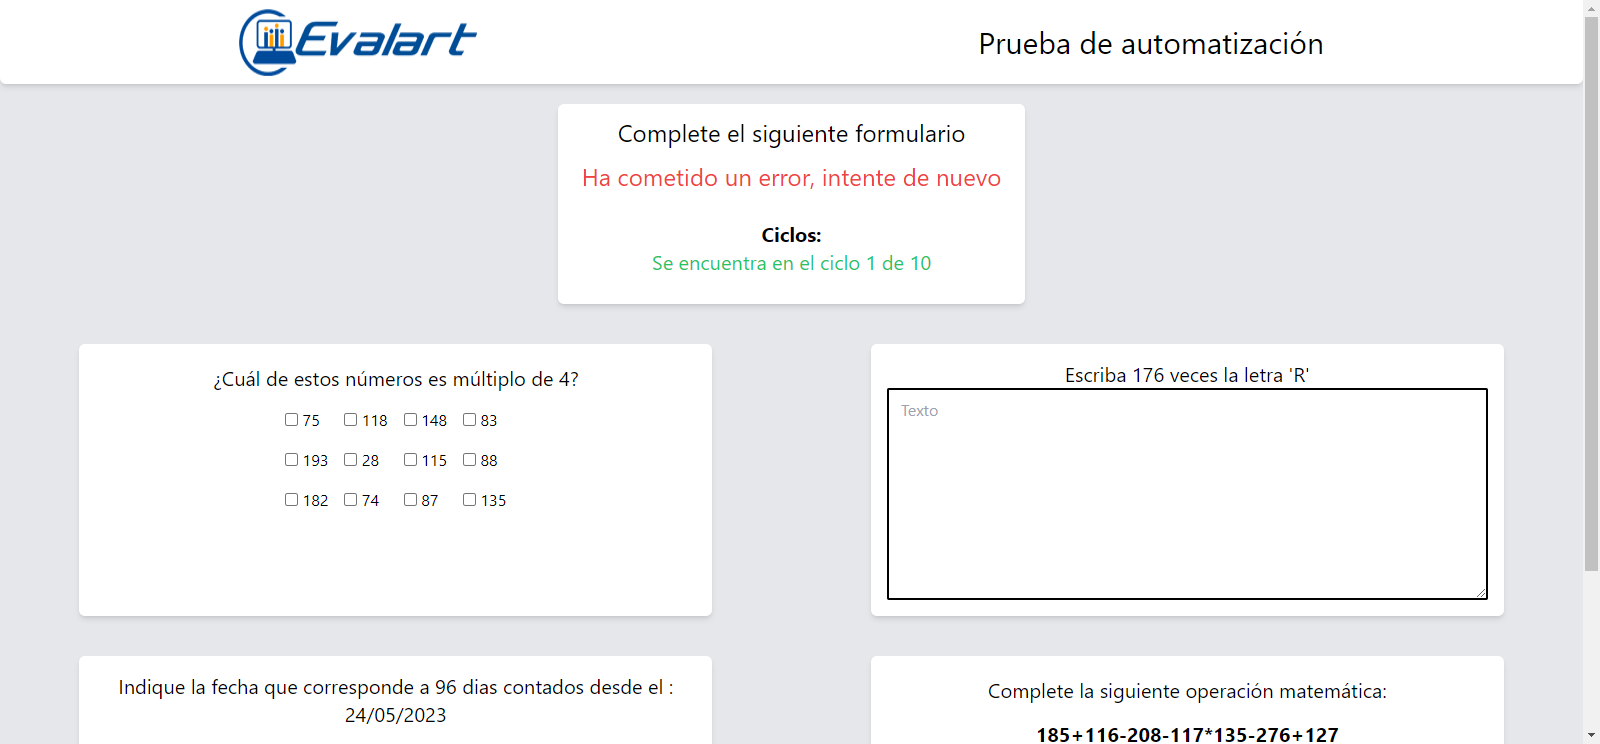 Evalart
Prueba de automatización
Complete el siguiente formulario
Ha cometido un error, intente de nuevo
Ciclos:
Se encuentra en el ciclo 1 de 10
¿Cuál de estos números es múltiplo de 4?
75 118 148 83
193 28 115 88
182 74 87 135
Escriba 176 veces la letra 'R'
Texto
Indique la fecha que corresponde a 96 dias contados desde el :
24/05/2023
Complete la siguiente operación matemática:
185+116-208-117*135-276+127